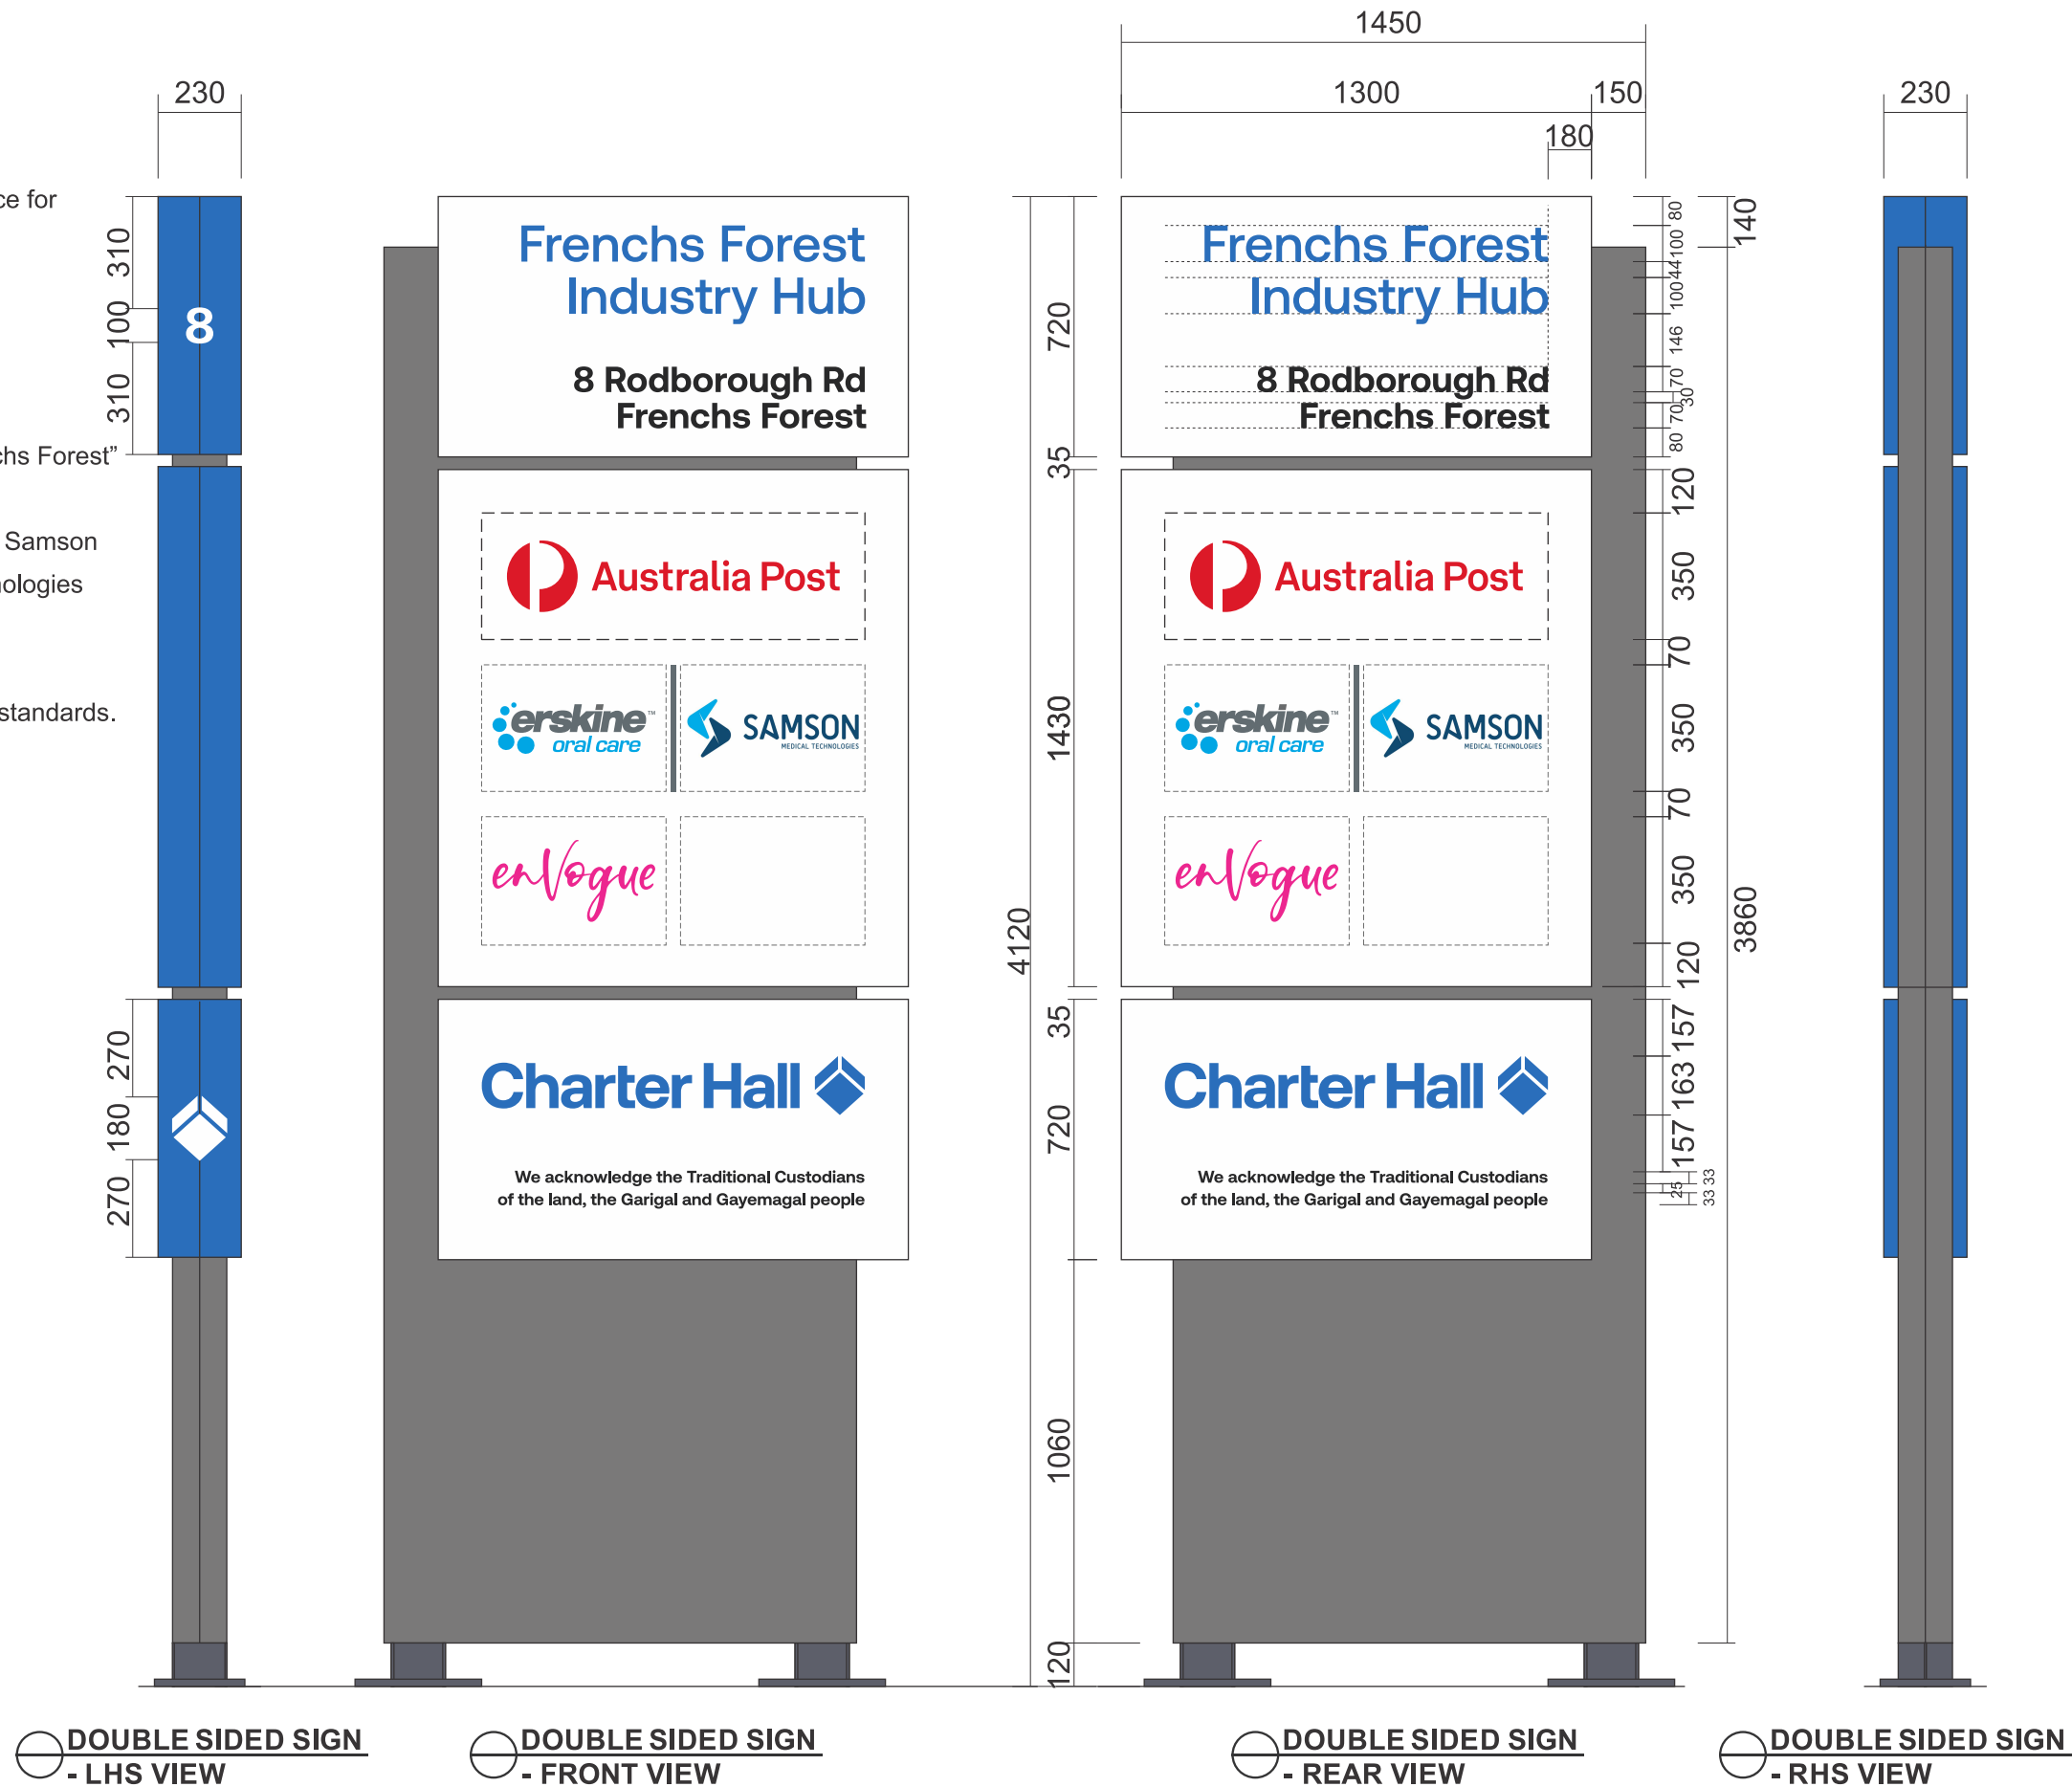 1450
230
1300
150
230
180
ce for
310
100
310
8
chs Forest”
Samson
nologies
standards.
270
180
270
Frenchs Forest
Industry Hub
8 Rodborough Rd
Frenchs Forest
Australia Post
erskine™
oral care
SAMSON
MEDICAL TECHNOLOGIES
enVogue
Charter Hall
We acknowledge the Traditional Custodians
of the land, the Garigal and Gayemagal people
4120
720
35
1430
35
720
1060
120
Frenchs Forest
Industry Hub
8 Rodborough Rd
Frenchs Forest
Australia Post
erskine™
oral care
SAMSON
MEDICAL TECHNOLOGIES
enVogue
Charter Hall
We acknowledge the Traditional Custodians
of the land, the Garigal and Gayemagal people
80
100
44
100
146
70
30
70
80
120
350
70
350
70
350
120
157
163
157
33
25
33
140
3860
DOUBLE SIDED SIGN
- LHS VIEW
DOUBLE SIDED SIGN
- FRONT VIEW
DOUBLE SIDED SIGN
- REAR VIEW
DOUBLE SIDED SIGN
- RHS VIEW